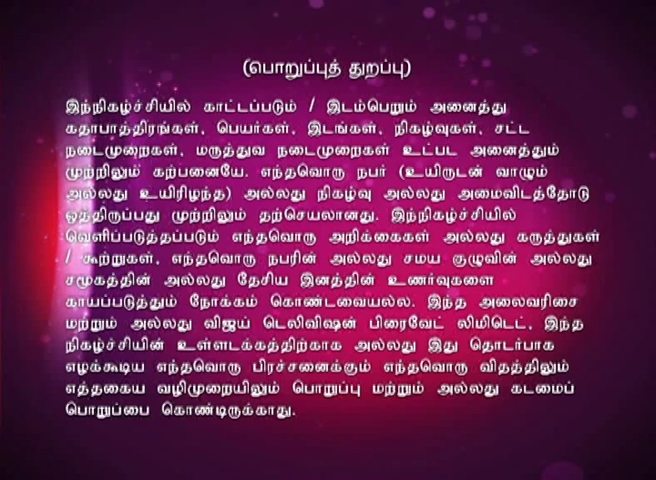 (பொறுப்புத் துறப்பு)
இந்நிகழ்ச்சியில் காட்டப்படும் / இடம்பெறும் அனைத்து
கதாபாத்திரங்கள், பெயர்கள், இடங்கள், நிகழ்வுகள், சட்ட
நடைமுறைகள், மருத்துவ நடைமுறைகள் உட்பட அனைத்தும்
முற்றிலும் கற்பனையே. எந்தவொரு நபர் (உயிருடன் வாழும்
அல்லது உயிரிழந்த) அல்லது நிகழ்வு அல்லது அமைவிடத்தோடு
ஒத்திருப்பது முற்றிலும் தற்செயலானது. இந்நிகழ்ச்சியில்
வெளிப்படுத்தப்படும் எந்தவொரு அறிக்கைகள் அல்லது கருத்துகள்
/ கூற்றுகள், எந்தவொரு நபரின் அல்லது சமய குழுவின் அல்லது
சமூகத்தின் அல்லது தேசிய இனத்தின் உணர்வுகளை
காயப்படுத்தும் நோக்கம் கொண்டவையல்ல. இந்த அலைவரிசை
மற்றும் அல்லது விஜய் டெலிவிஷன் பிரைவேட் லிமிடெட், இந்த
நிகழ்ச்சியின் உள்ளடக்கத்திற்காக அல்லது இது தொடர்பாக
எழக்கூடிய எந்தவொரு பிரச்சனைக்கும் எந்தவொரு விதத்திலும்
எத்தகைய வழிமுறையிலும் பொறுப்பு மற்றும் அல்லது கடமைப்
பொறுப்பை கொண்டிருக்காது.